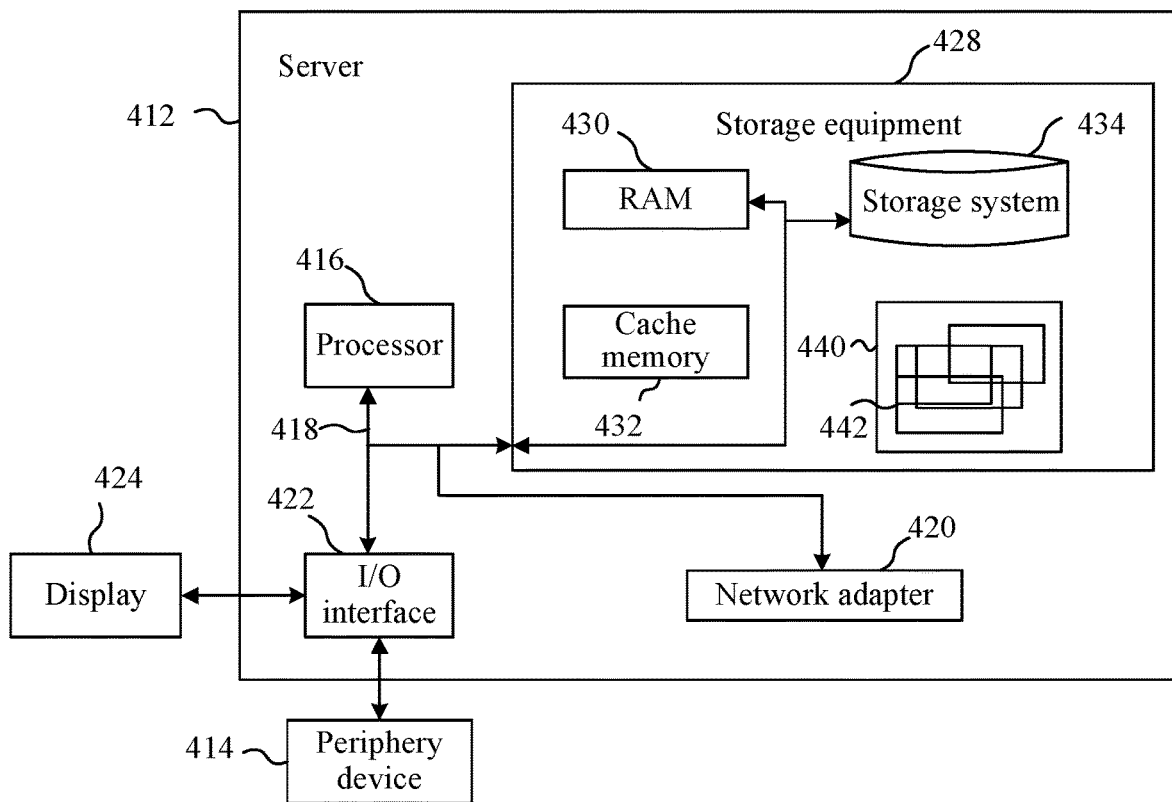 428
Server
412
Storage equipment
430
434
RAM
Storage system
416
Processor
Cache
memory
440
418
432
442
424
422
420
Display
I/O
interface
Network adapter
414
Periphery
device